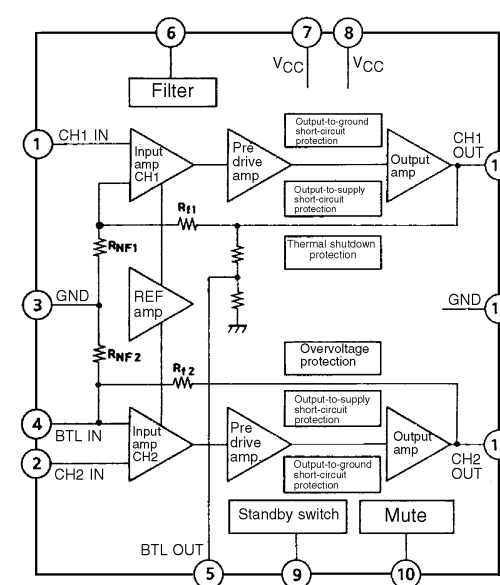 6
7
8
VCC
VCC
Filter
1
CH1 IN
Input
amp
CH1
Pre
drive
amp
Output-to-ground
short-circuit
protection
Output
amp
CH1
OUT
1
Output-to-supply
short-circuit
protection
Rf1
RNF1
Thermal shutdown
protection
3
GND
REF
amp
GND
1
RNF2
Overvoltage
protection
Rf2
4
BTL IN
2
CH2 IN
Input
amp
CH2
Pre
drive
amp.
Output-to-supply
short-circuit
protection
Output
amp
1
CH2
OUT
Output-to-ground
short-circuit
protection
Standby switch
Mute
BTL OUT
5
9
10